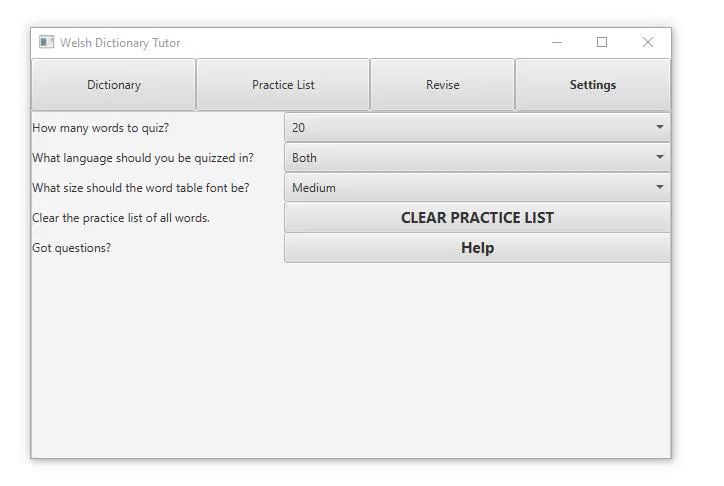 Welsh Dictionary Tutor
Dictionary Practice List Revise Settings
How many words to quiz? 20
What language should you be quizzed in? Both
What size should the word table font be? Medium
Clear the practice list of all words. CLEAR PRACTICE LIST
Got questions? Help